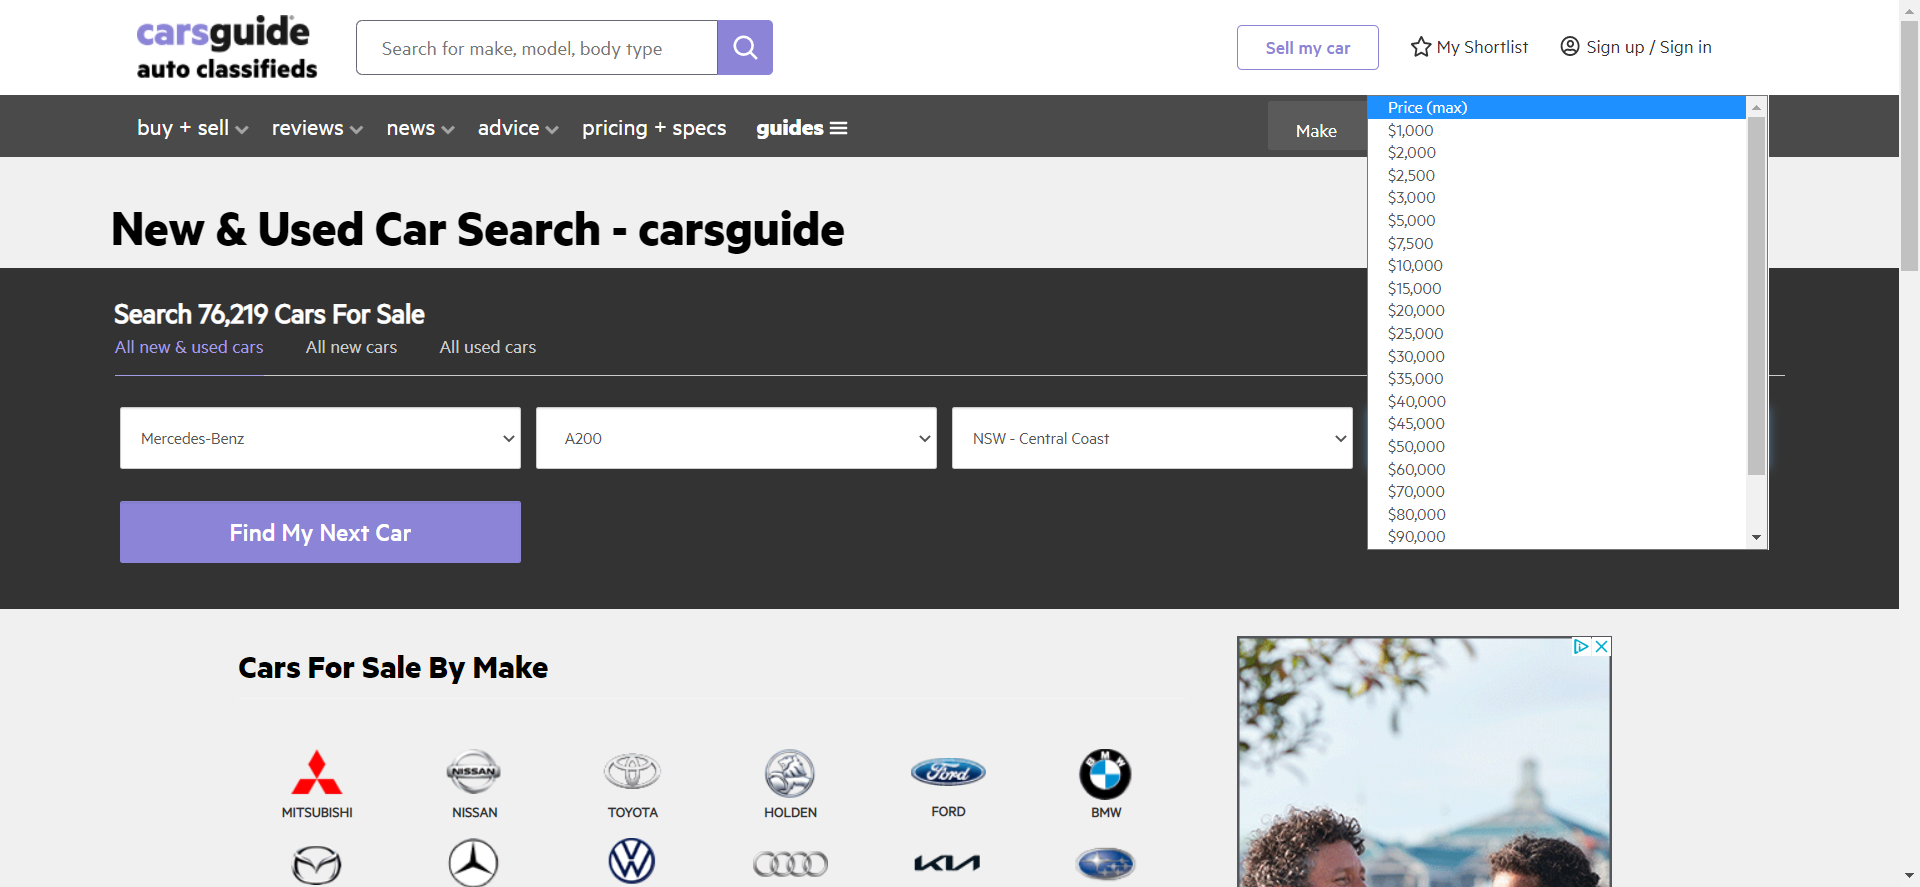 carsguide
auto classifieds
Search for make, model, body type
Sell my car
My Shortlist
Sign up / Sign in
buy + sell
reviews
news
advice
pricing + specs
guides
Make
Price (max)
$1,000
$2,000
$2,500
$3,000
$5,000
$7,500
$10,000
$15,000
$20,000
$25,000
$30,000
$35,000
$40,000
$45,000
$50,000
$60,000
$70,000
$80,000
$90,000
New & Used Car Search - carsguide
Search 76,219 Cars For Sale
All new & used cars
All new cars
All used cars
Mercedes-Benz
A200
NSW - Central Coast
Find My Next Car
Cars For Sale By Make
NISSAN
Ford
BMW
MITSUBISHI
NISSAN
TOYOTA
HOLDEN
FORD
BMW
KIA